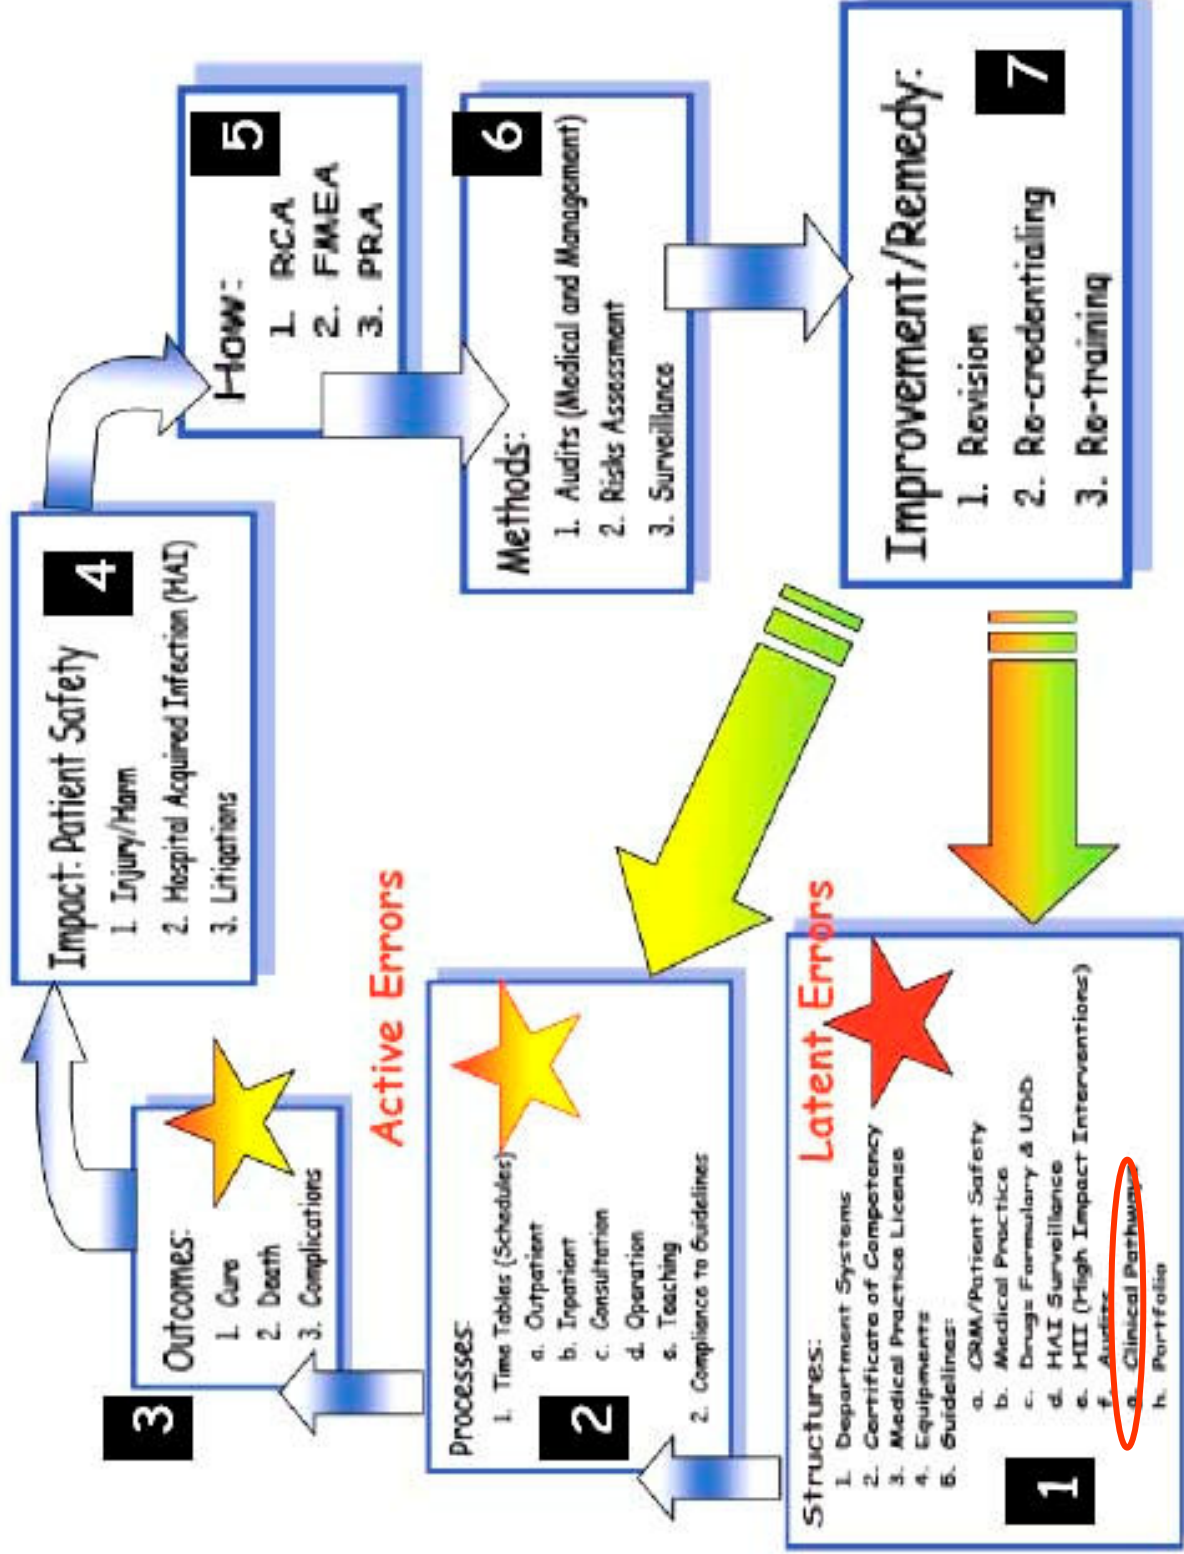 3
Outcomes:
1. Cure
2. Death
3. Complications
Impact: Patient Safety
4
1. Injury/Harm
2. Hospital Acquired Infection (HAI)
3. Litigations
5
How:
1. RCA
2. FMEA
3. PRA
Active Errors
Processes:
1. Time Tables (Schedules)
a. Outpatient
b. Inpatient
c. Consultation
d. Operation
e. Teaching
2
2. Compliance to Guidelines
6
Methods:
1. Audits (Medical and Management)
2. Risks Assessment
3. Surveillance
Latent Errors
Structures:
1. Department Systems
2. Certificate of Competency
3. Medical Practice License
4. Equipments
5. Guidelines:
a. CRM/Patient Safety
b. Medical Practice
c. Drugs Formulary & UDD
d. HAI Surveillance
e. HII (High Impact Interventions)
f. Audits
g. Clinical Pathways
h. Portfolio
1
Improvement/Remedy:
7
1. Revision
2. Re-credentialing
3. Re-training